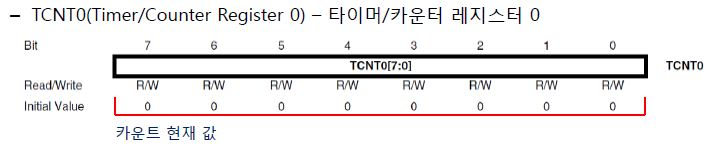 – TCNT0(Timer/Counter Register 0) – 타이머/카운터 레지스터 0
Bit 7 6 5 4 3 2 1 0
TCNT0[7:0] TCNT0
Read/Write R/W R/W R/W R/W R/W R/W R/W R/W
Initial Value 0 0 0 0 0 0 0 0
카운트 현재 값